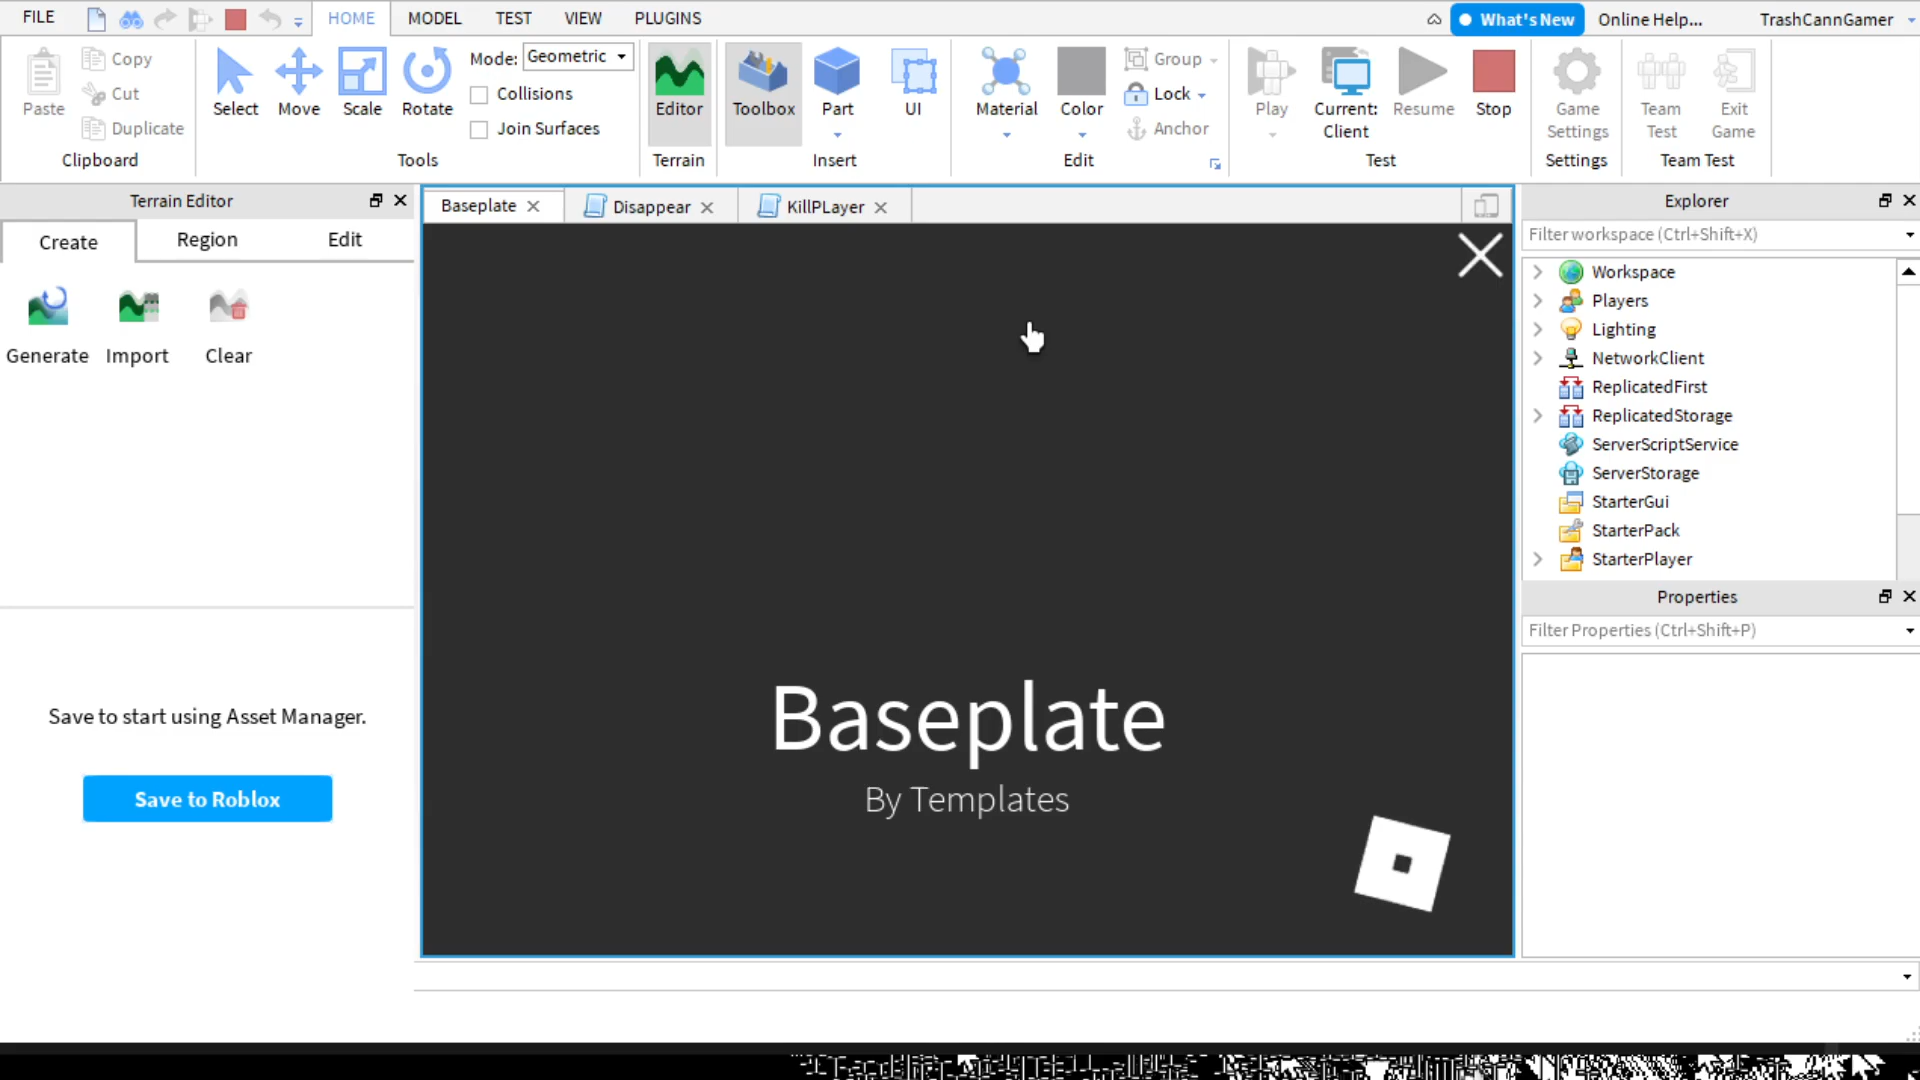 FILE
HOME
MODEL
TEST
VIEW
PLUGINS
What's New
Online Help...
TrashCannGamer
Paste
Copy
Cut
Duplicate
Clipboard
Select
Move
Scale
Rotate
Mode: Geometric
Collisions
Join Surfaces
Tools
Editor
Terrain
Toolbox
Part
UI
Insert
Material
Color
Group
Lock
Anchor
Edit
Play
Current:
Client
Resume
Stop
Test
Game
Settings
Settings
Team
Test
Exit
Game
Team Test
Terrain Editor
Create
Region
Edit
Generate
Import
Clear
Save to start using Asset Manager.
Save to Roblox
Baseplate
Disappear
KillPLayer
Baseplate
By Templates
Explorer
Filter workspace (Ctrl+Shift+X)
Workspace
Players
Lighting
NetworkClient
ReplicatedFirst
ReplicatedStorage
ServerScriptService
ServerStorage
StarterGui
StarterPack
StarterPlayer
Properties
Filter Properties (Ctrl+Shift+P)